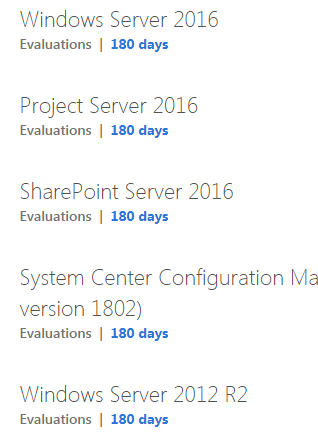 Windows Server 2016
Evaluations | 180 days
Project Server 2016
Evaluations | 180 days
SharePoint Server 2016
Evaluations | 180 days
System Center Configuration Ma
version 1802)
Evaluations | 180 days
Windows Server 2012 R2
Evaluations | 180 days